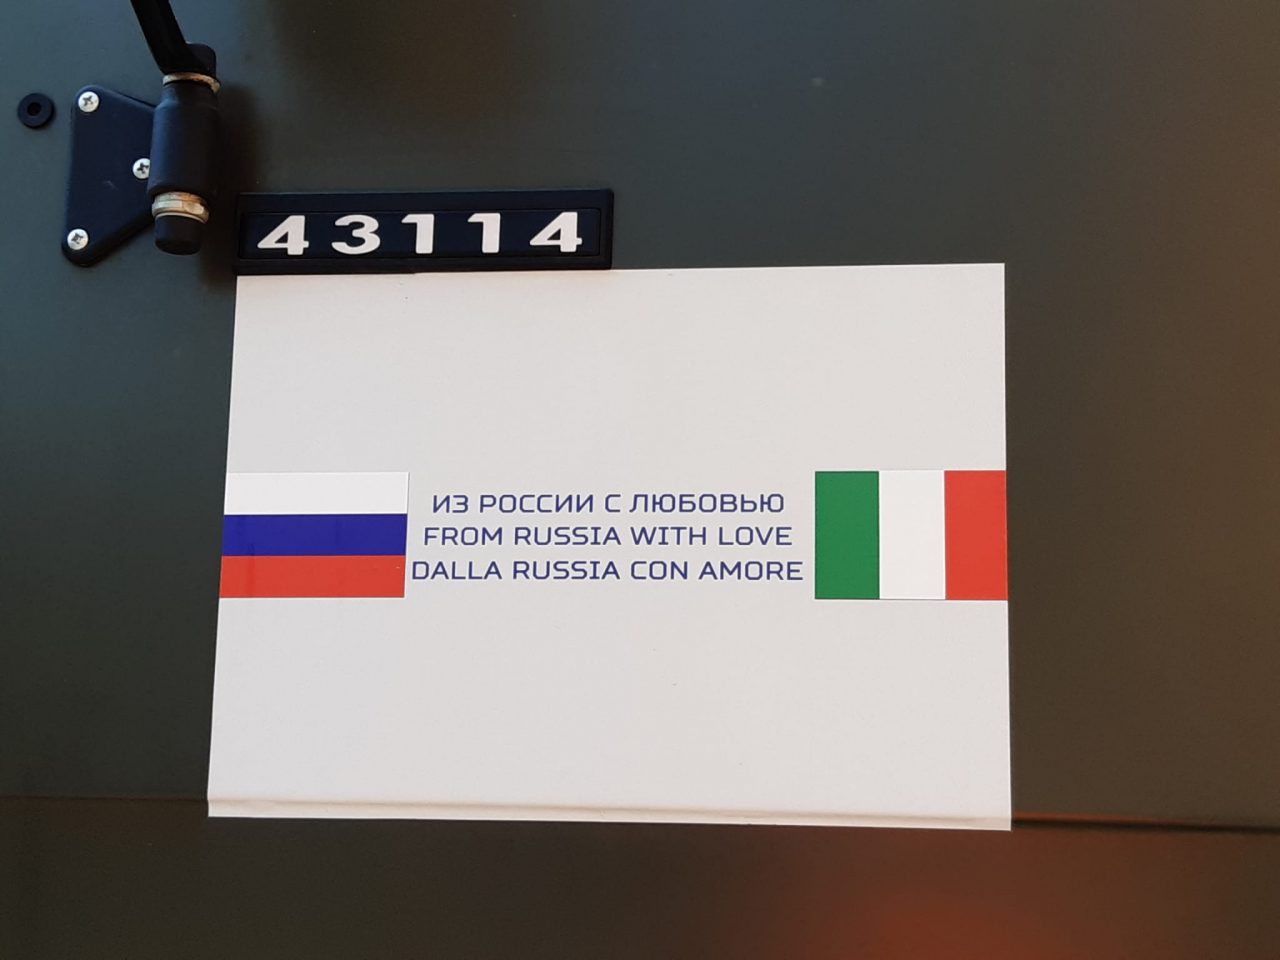 43114
ИЗ РОССИИ С ЛЮБОВЬЮ
FROM RUSSIA WITH LOVE
DALLA RUSSIA CON AMORE